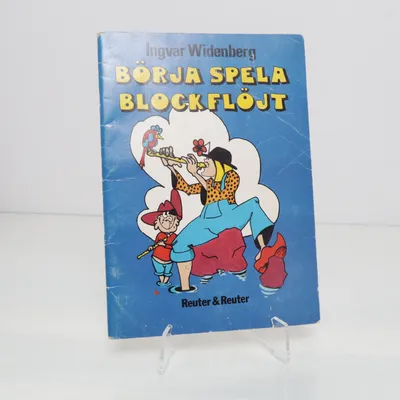 Ingvar Widenberg
BÖRJA SPELA
BLOCKFLÖJT
Reuter & Reuter